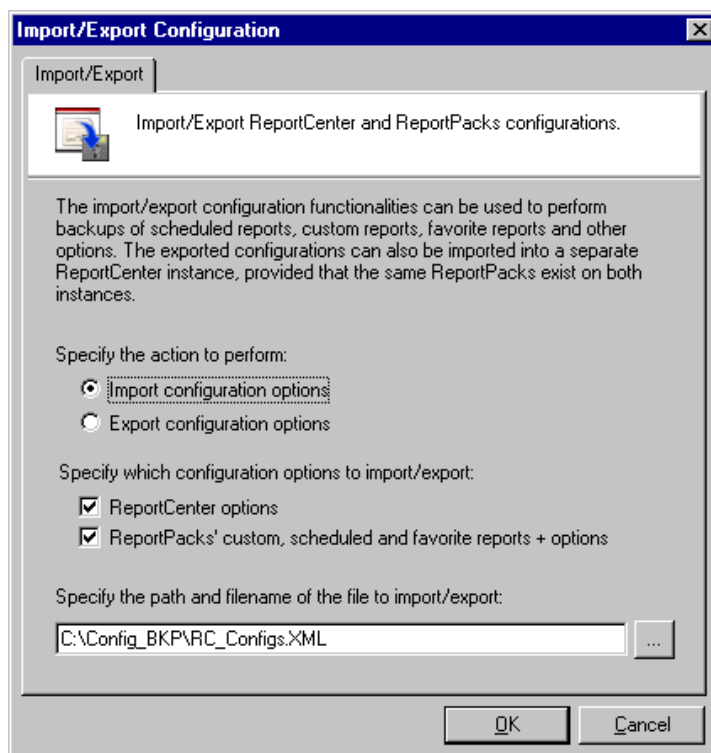 Import/Export Configuration
Import/Export
Import/Export ReportCenter and ReportPacks configurations.
The import/export configuration functionalities can be used to perform
backups of scheduled reports, custom reports, favorite reports and other
options. The exported configurations can also be imported into a separate
ReportCenter instance, provided that the same ReportPacks exist on both
instances.
Specify the action to perform:
Import configuration options
Export configuration options
Specify which configuration options to import/export:
ReportCenter options
ReportPacks' custom, scheduled and favorite reports + options
Specify the path and filename of the file to import/export:
C:\Config_BKP\RC_Configs.XML
...
OK
Cancel